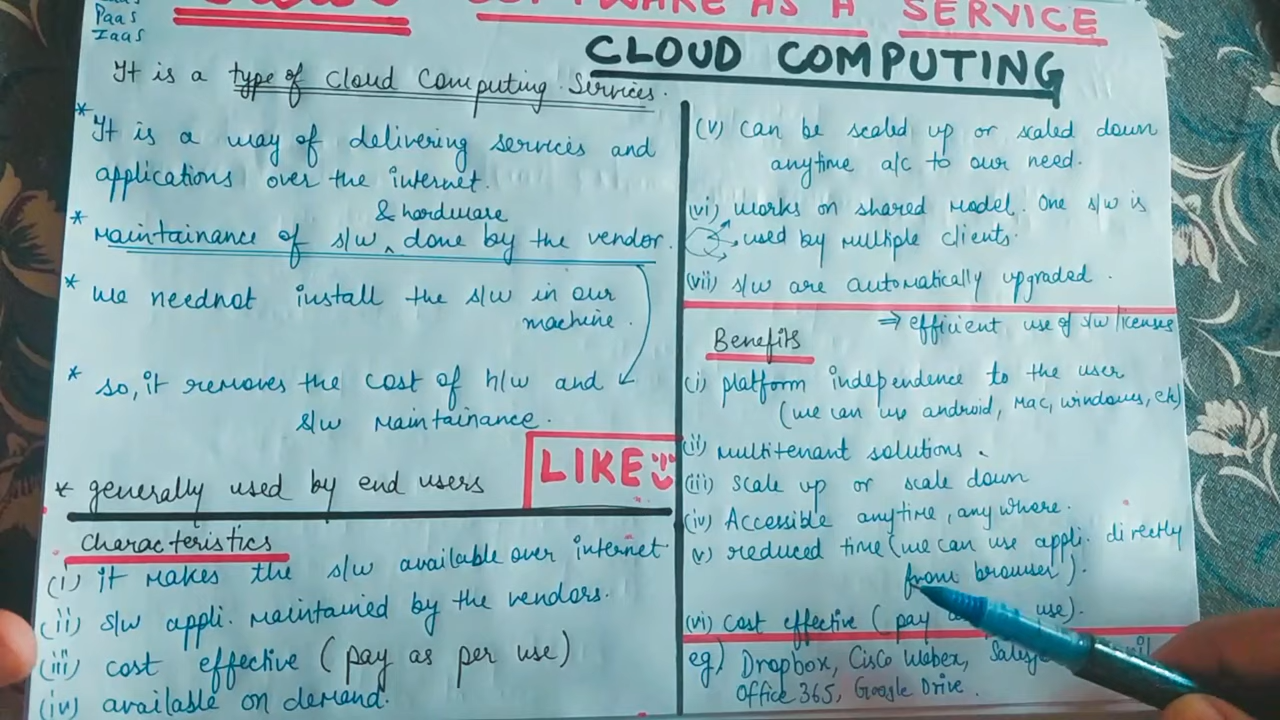 PaaS
IaaS
SOFTWARE AS A SERVICE
CLOUD COMPUTING
It is a type of Cloud Computing Services.
* It is a way of delivering services and
applications over the internet.
& hardware
* Maintainance of s/w ^ done by the vendor.
* We neednot install the s/w in our
machine.
* so, it removes the cost of h/w and
s/w Maintainance.
* generally used by end users
LIKE
Characteristics
(i) it makes the s/w available over internet
(ii) s/w appli. maintained by the vendors.
(iii) cost effective (pay as per use)
(iv) available on demand.
(v) can be scaled up or scaled down
anytime a/c to our need.
(vi) works on shared Model. One s/w is
used by multiple clients.
(vii) s/w are automatically upgraded.
⇒ efficient use of s/w licenses
Benefits
(i) platform independence to the user
(we can use android, Mac, windows, etc)
(ii) Multitenant solutions.
(iii) scale up or scale down
(iv) Accessible anytime, any where.
(v) reduced time (we can use appli. directly
from browser).
(vi) cost effective (pay use).
eg) Dropbox, Cisco Webex,
Office 365, Google Drive.